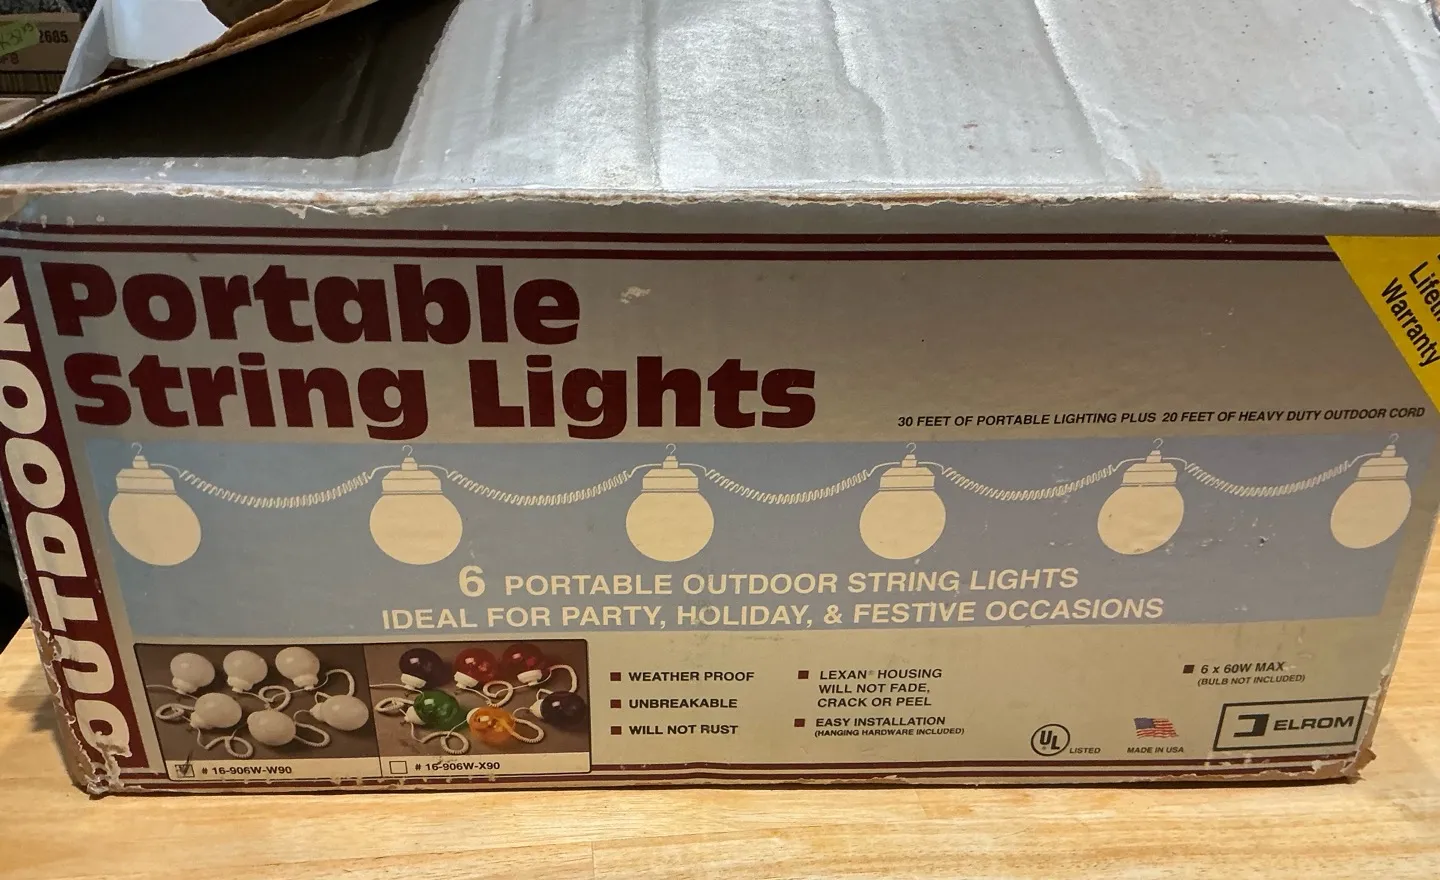 2685
OUTDOOR
Portable
String Lights
Warranty
30 FEET OF PORTABLE LIGHTING PLUS 20 FEET OF HEAVY DUTY OUTDOOR CORD
6 PORTABLE OUTDOOR STRING LIGHTS
IDEAL FOR PARTY, HOLIDAY, & FESTIVE OCCASIONS
# 16-906W-W90
# 16-906W-X90
WEATHER PROOF
UNBREAKABLE
WILL NOT RUST
LEXAN® HOUSING
WILL NOT FADE,
CRACK OR PEEL
EASY INSTALLATION
(HANGING HARDWARE INCLUDED)
6 x 60W MAX
(BULB NOT INCLUDED)
UL LISTED
MADE IN USA
ELROM